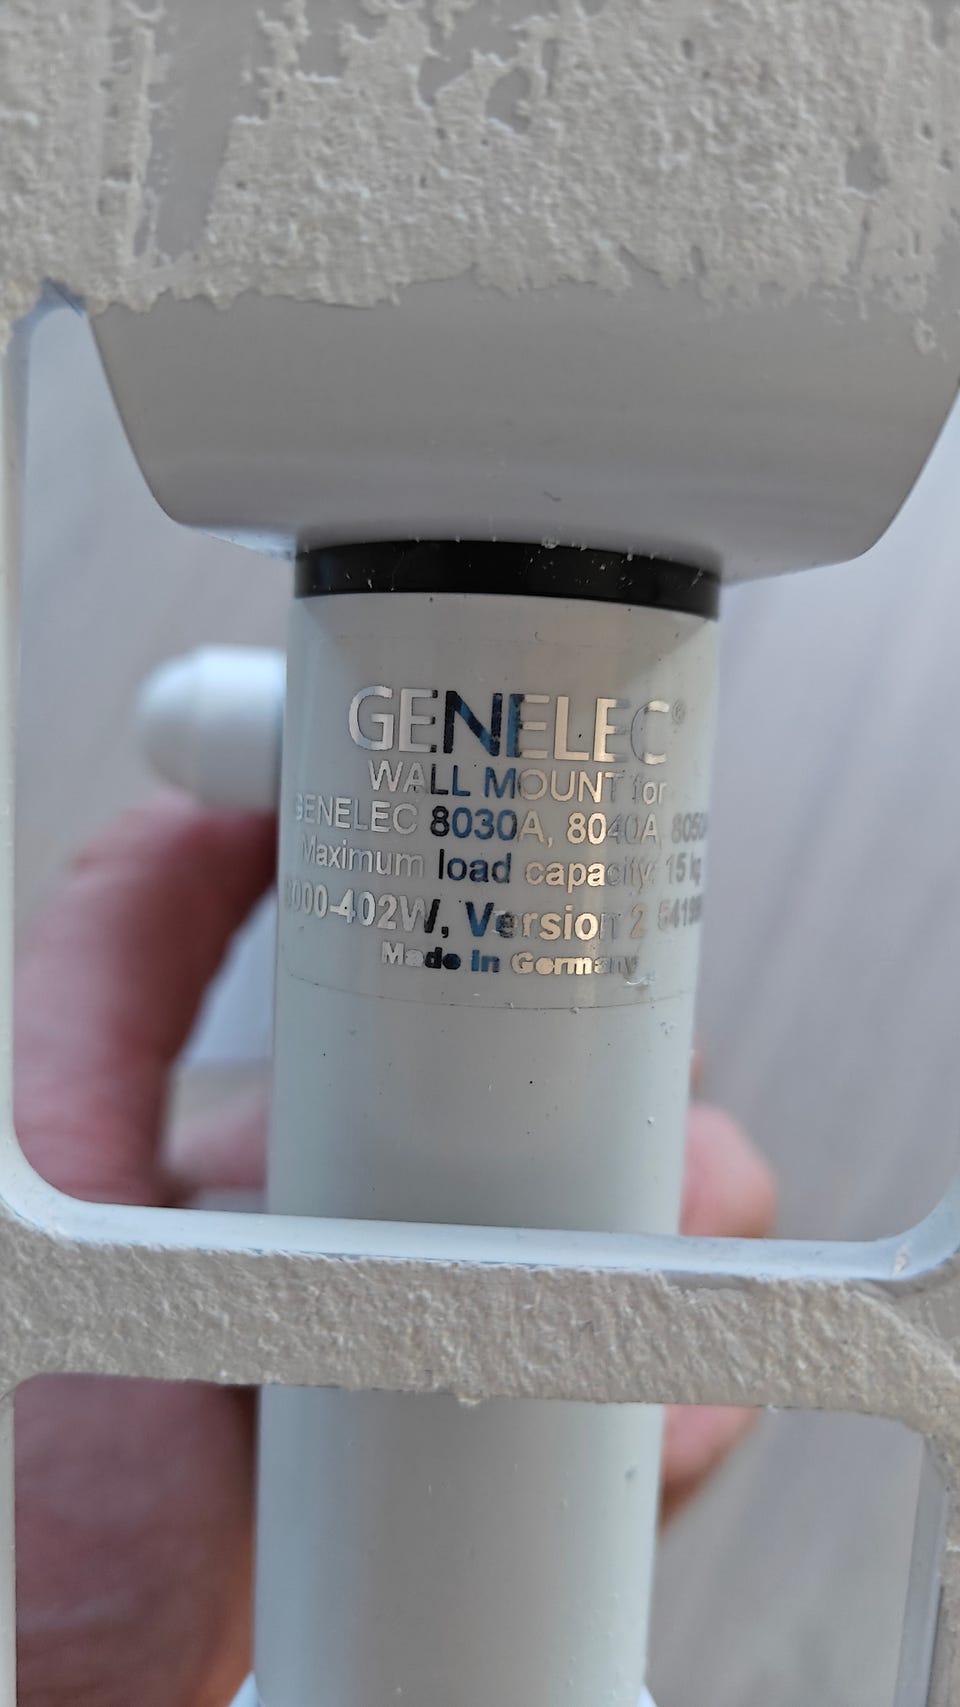 GENELEC®
WALL MOUNT for
GENELEC 8030A, 8040A,
Maximum load capacity: 15 kg
Version 2
Made in Germany